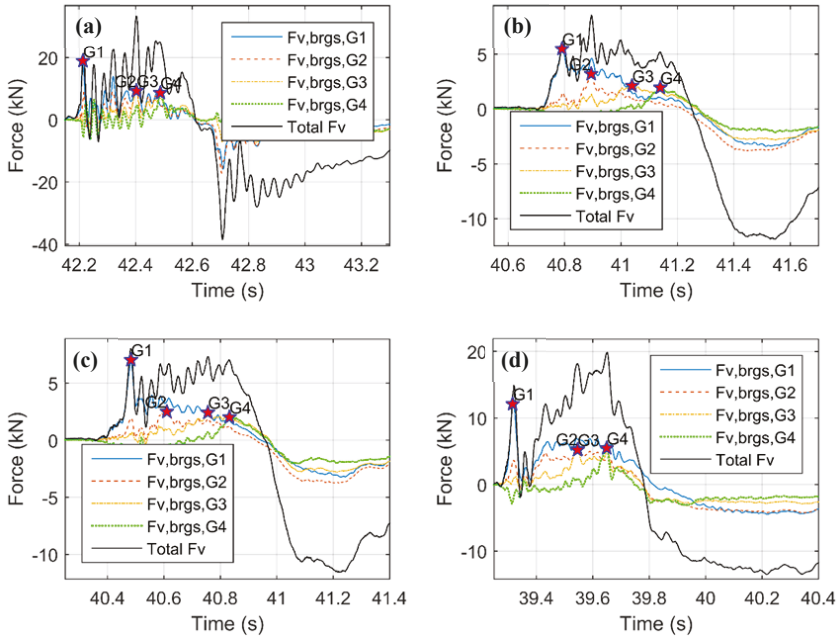 (a)
G1
G2 G3 G4
Fv,brgs,G1
Fv,brgs,G2
Fv,brgs,G3
Fv,brgs,G4
Total Fv
Force (kN)
20
0
-20
-40
42.2 42.4 42.6 42.8 43 43.2
Time (s)
(b)
G1
G2
G3 G4
Fv,brgs,G1
Fv,brgs,G2
Fv,brgs,G3
Fv,brgs,G4
Total Fv
Force (kN)
5
0
-5
-10
40.6 40.8 41 41.2 41.4 41.6
Time (s)
(c)
G1
G2 G3 G4
Fv,brgs,G1
Fv,brgs,G2
Fv,brgs,G3
Fv,brgs,G4
Total Fv
Force (kN)
5
0
-5
-10
40.4 40.6 40.8 41 41.2 41.4
Time (s)
(d)
G1
G2 G3 G4
Fv,brgs,G1
Fv,brgs,G2
Fv,brgs,G3
Fv,brgs,G4
Total Fv
Force (kN)
20
10
0
-10
39.4 39.6 39.8 40 40.2 40.4
Time (s)